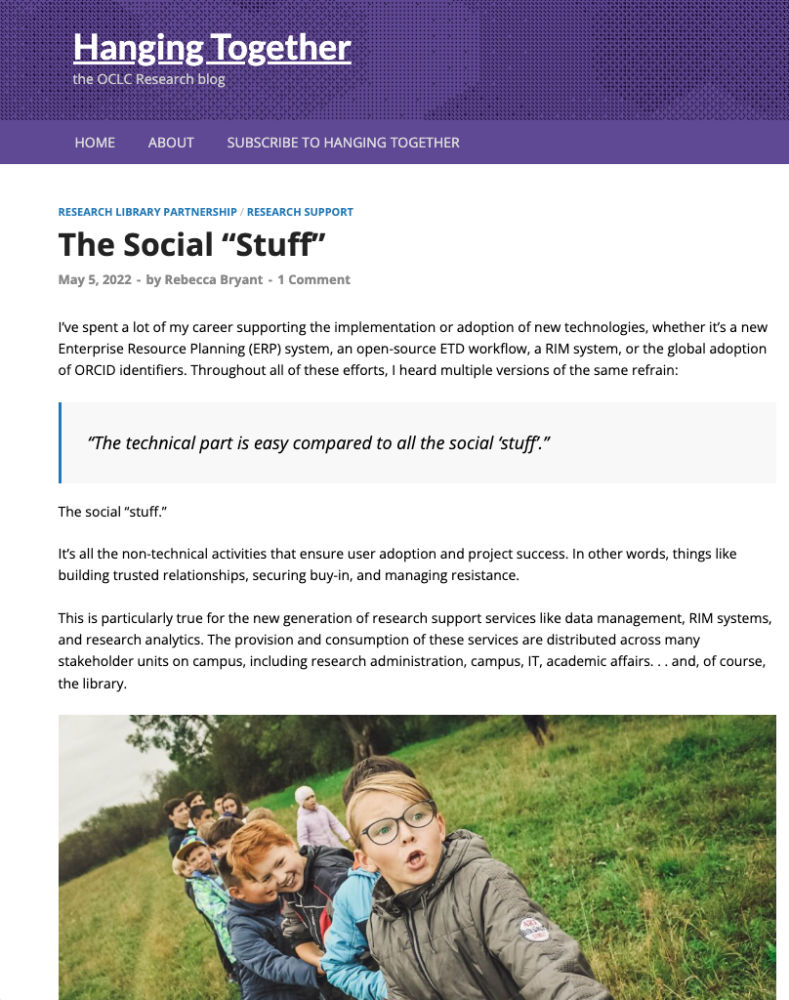 Hanging Together
the OCLC Research blog
HOME ABOUT SUBSCRIBE TO HANGING TOGETHER
RESEARCH LIBRARY PARTNERSHIP / RESEARCH SUPPORT
The Social “Stuff”
May 5, 2022 - by Rebecca Bryant - 1 Comment
I’ve spent a lot of my career supporting the implementation or adoption of new technologies, whether it’s a new
Enterprise Resource Planning (ERP) system, an open-source ETD workflow, a RIM system, or the global adoption
of ORCID identifiers. Throughout all of these efforts, I heard multiple versions of the same refrain:
“The technical part is easy compared to all the social ‘stuff’.”
The social “stuff.”
It’s all the non-technical activities that ensure user adoption and project success. In other words, things like
building trusted relationships, securing buy-in, and managing resistance.
This is particularly true for the new generation of research support services like data management, RIM systems,
and research analytics. The provision and consumption of these services are distributed across many
stakeholder units on campus, including research administration, campus, IT, academic affairs. . . and, of course,
the library.
ART